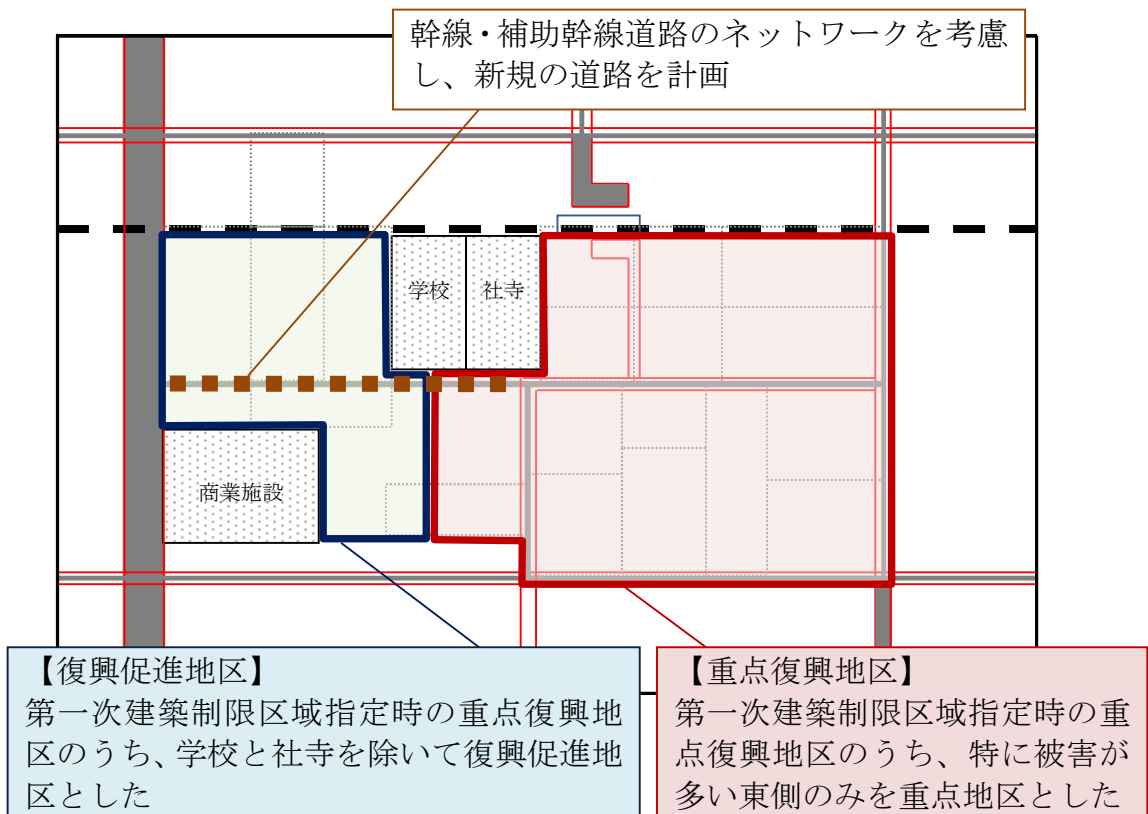 幹線・補助幹線道路のネットワークを考慮
し、新規の道路を計画
学校
社寺
商業施設
【復興促進地区】
第一次建築制限区域指定時の重点復興地
区のうち、学校と社寺を除いて復興促進地
区とした
【重点復興地区】
第一次建築制限区域指定時の重
点復興地区のうち、特に被害が
多い東側のみを重点地区とした